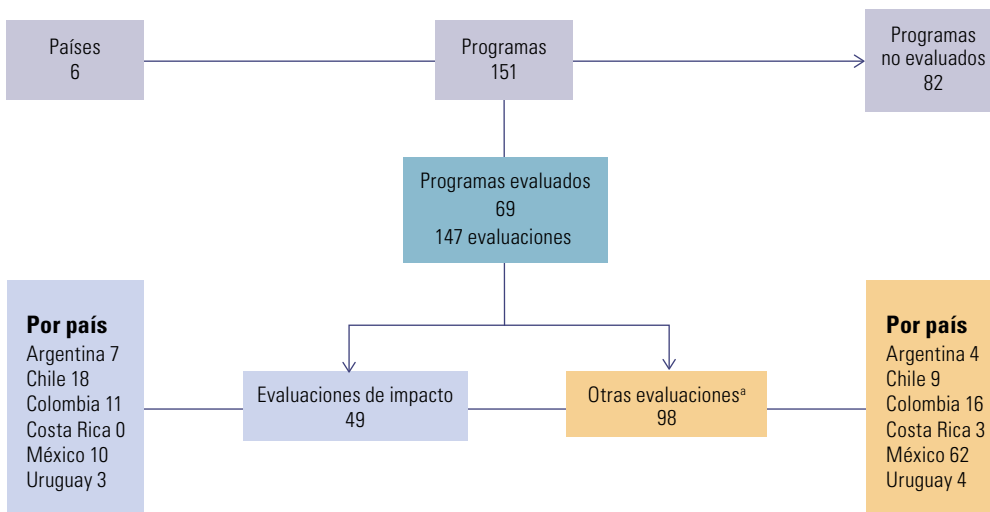 Países
6
Programas
151
Programas
no evaluados
82
Programas evaluados
69
147 evaluaciones
Por país
Argentina 7
Chile 18
Colombia 11
Costa Rica 0
México 10
Uruguay 3
Evaluaciones de impacto
49
Otras evaluacionesª
98
Por país
Argentina 4
Chile 9
Colombia 16
Costa Rica 3
México 62
Uruguay 4